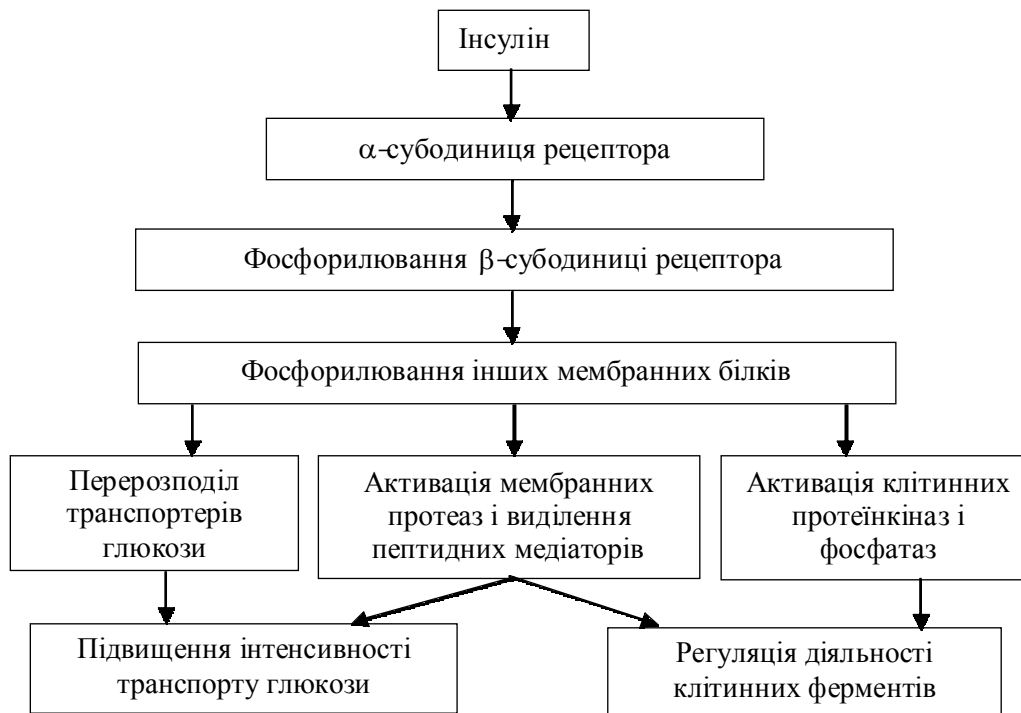 Інсулін
α-субодиниця рецептора
Фосфорилювання β-субодиниці рецептора
Фосфорилювання інших мембранних білків
Перерозподіл
транспортерів
глюкози
Активація мембранних
протеаз і виділення
пептидних медіаторів
Активація клітинних
протеїнкіназ і
фосфатаз
Підвищення інтенсивності
транспорту глюкози
Регуляція діяльності
клітинних ферментів